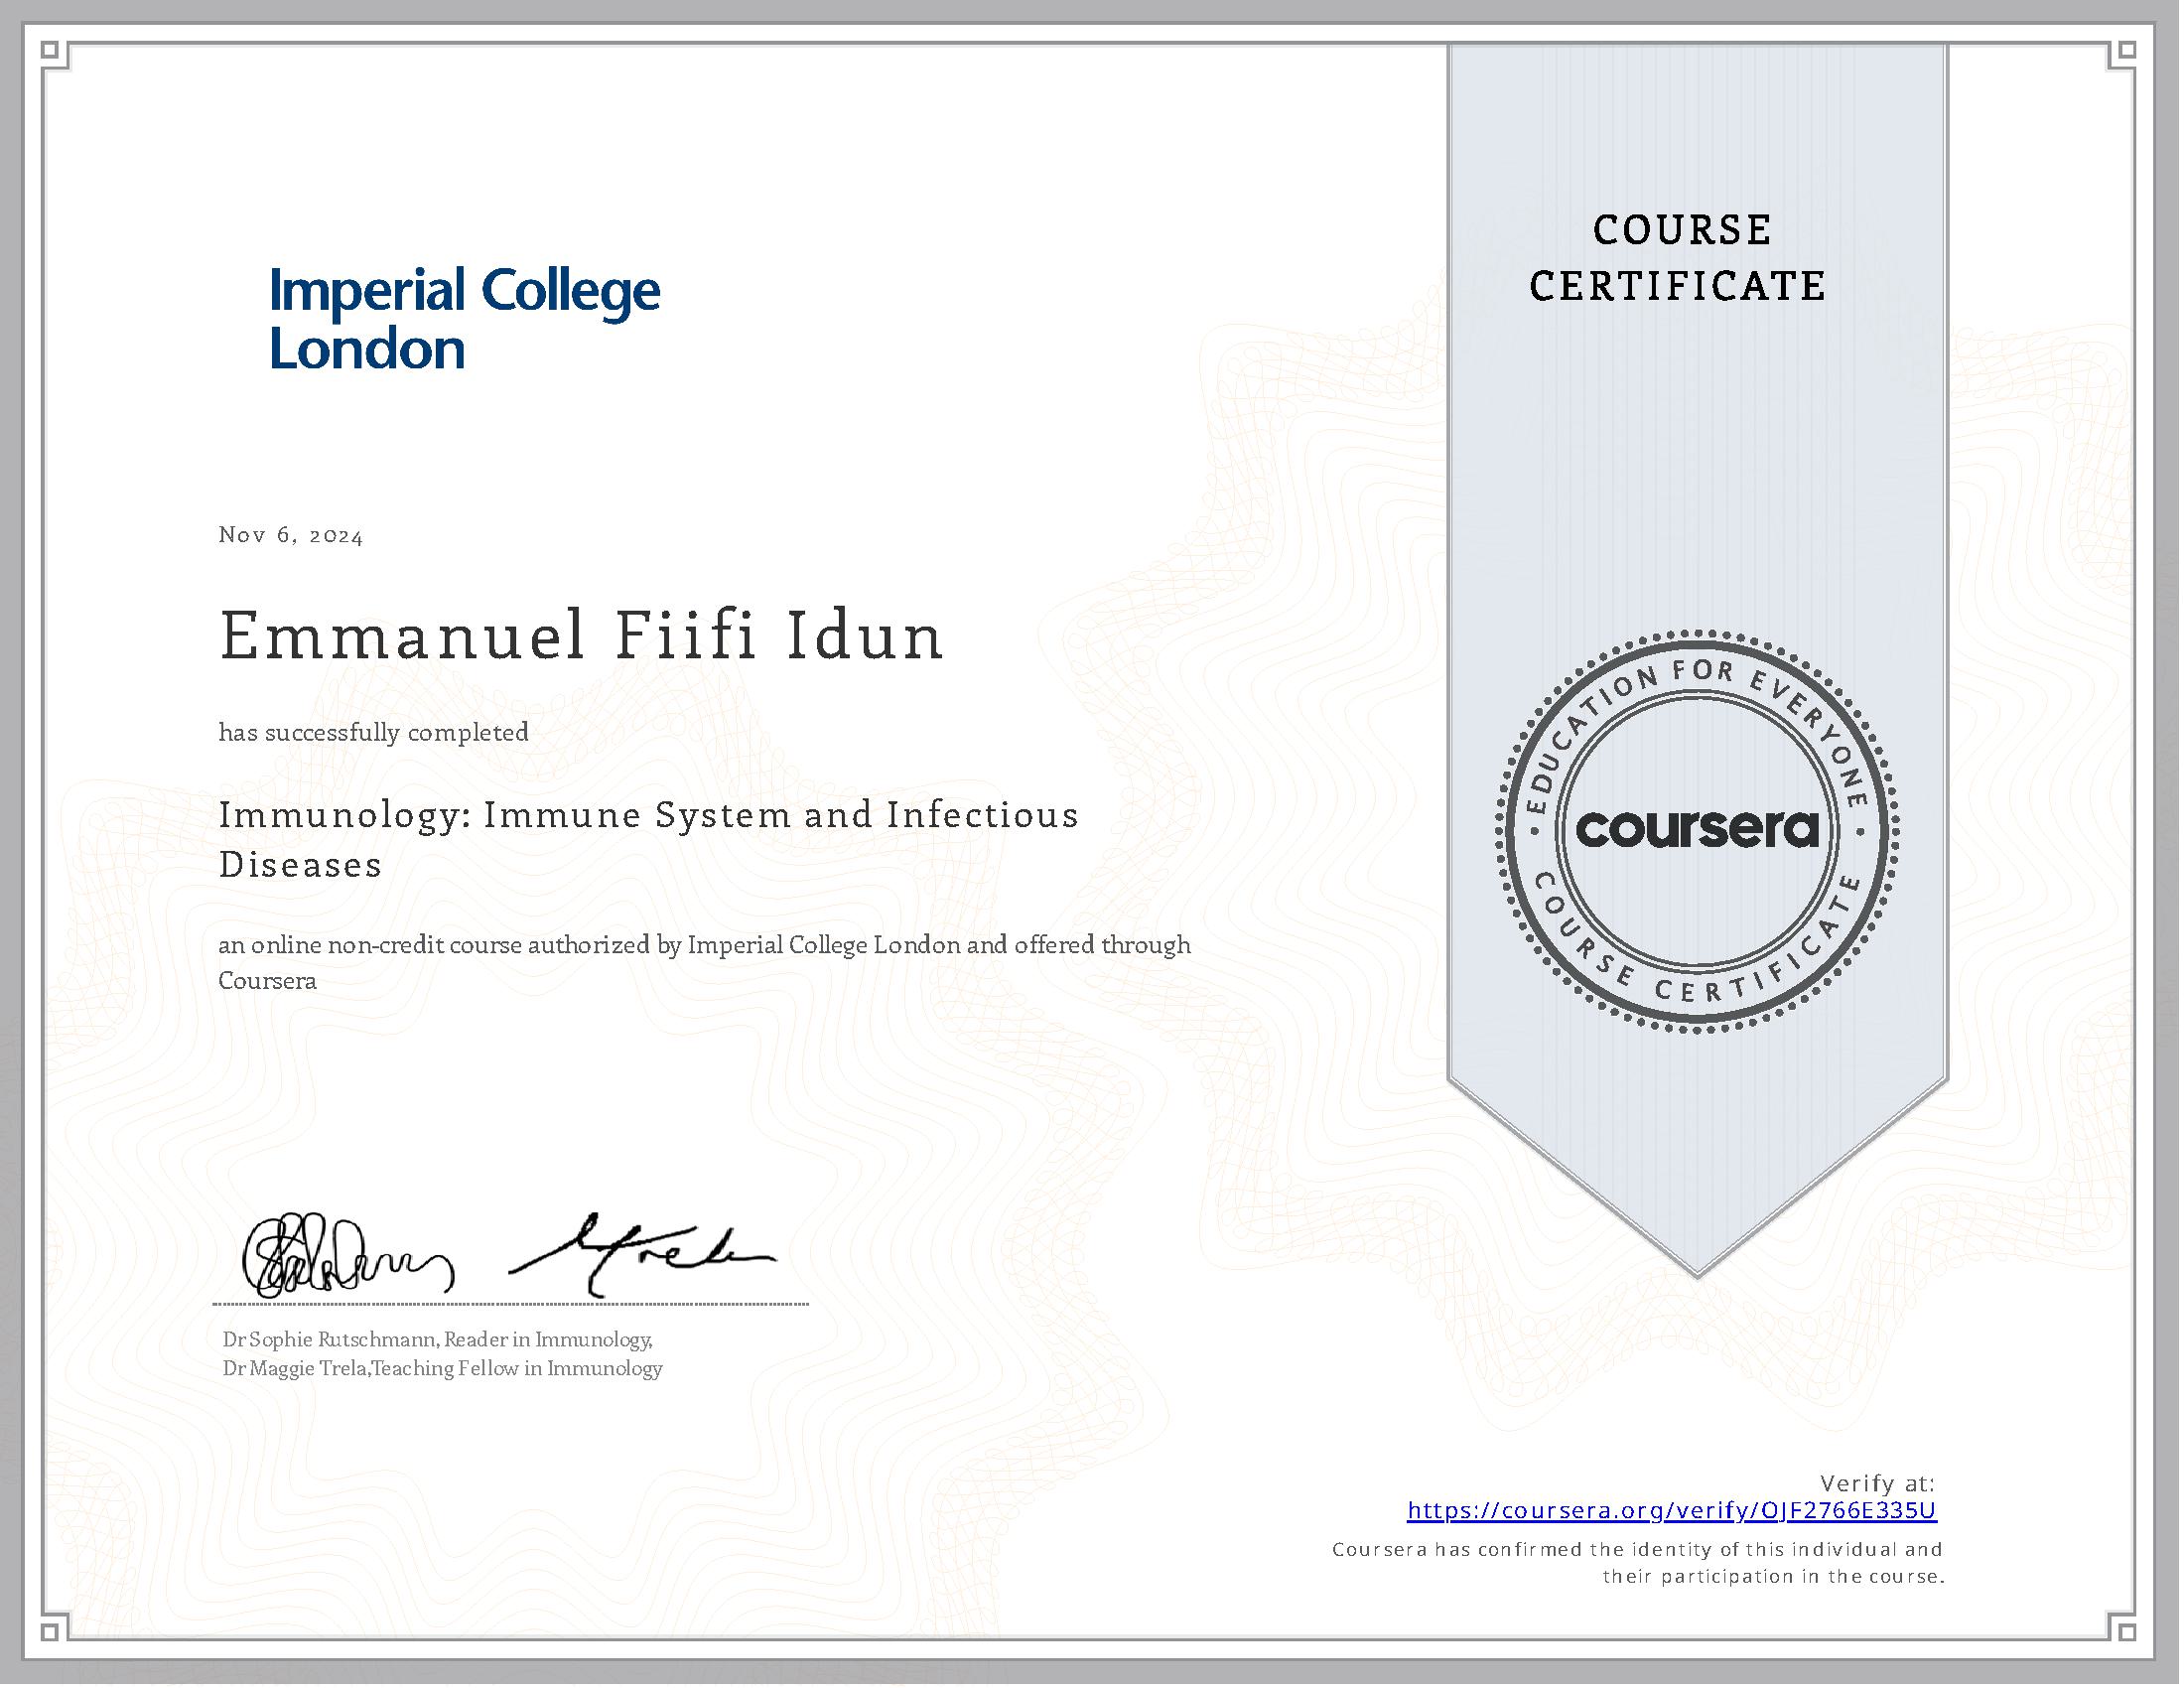 Imperial College
London
COURSE
CERTIFICATE
Nov 6, 2024
Emmanuel Fiifi Idun
has successfully completed
Immunology: Immune System and Infectious
Diseases
an online non-credit course authorized by Imperial College London and offered through
Coursera
EDUCATION FOR EVERYONE
coursera
COURSE CERTIFICATE
Dr Sophie Rutschmann, Reader in Immunology,
Dr Maggie Trela,Teaching Fellow in Immunology
Verify at:
https://coursera.org/verify/OJF2766E335U
Coursera has confirmed the identity of this individual and
their participation in the course.